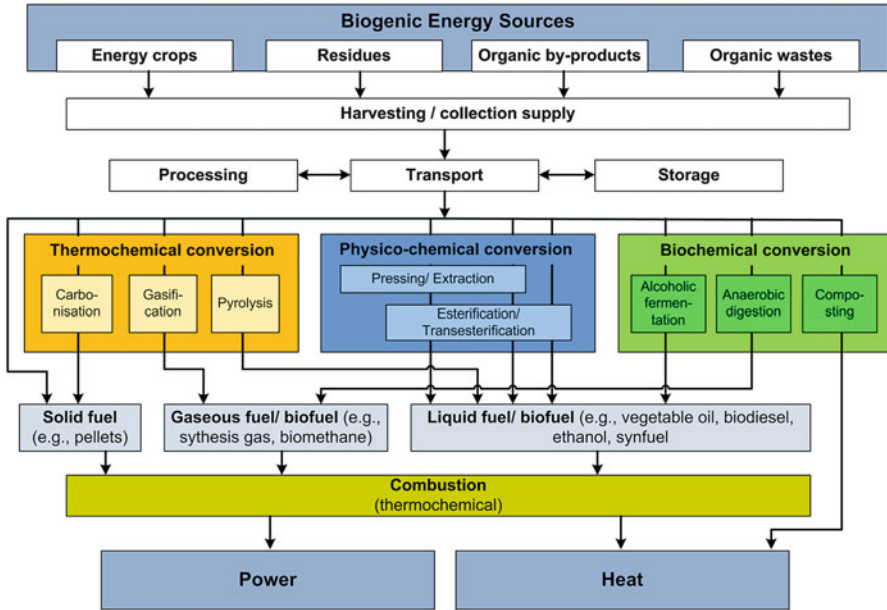 Biogenic Energy Sources
Energy crops
Residues
Organic by-products
Organic wastes
Harvesting / collection supply
Processing
Transport
Storage
Thermochemical conversion
Physico-chemical conversion
Biochemical conversion
Carbo-
nisation
Gasifi-
cation
Pyrolysis
Pressing/ Extraction
Esterification/
Transesterification
Alcoholic
fermen-
tation
Anaerobic
digestion
Compo-
sting
Solid fuel
(e.g., pellets)
Gaseous fuel/ biofuel (e.g.,
sythesis gas, biomethane)
Liquid fuel/ biofuel (e.g., vegetable oil, biodiesel,
ethanol, synfuel
Combustion
(thermochemical)
Power
Heat